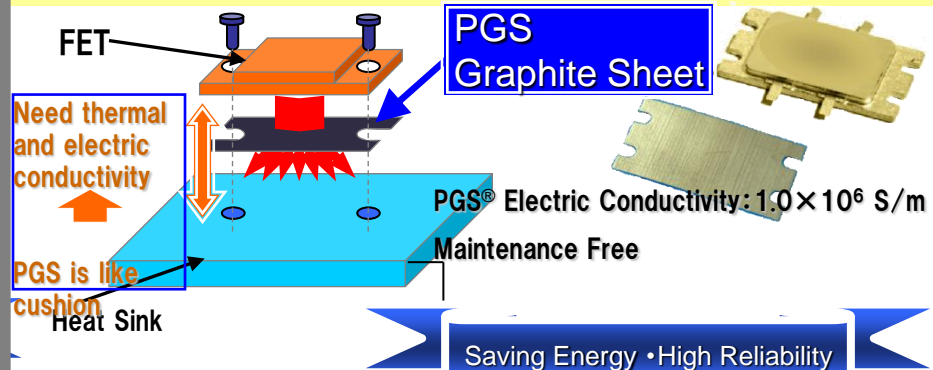 FET
PGS
Graphite Sheet
Need thermal
and electric
conductivity
PGS is like
cushion
Heat Sink
PGS® Electric Conductivity:1.0×10⁶ S/m
Maintenance Free
Saving Energy •High Reliability